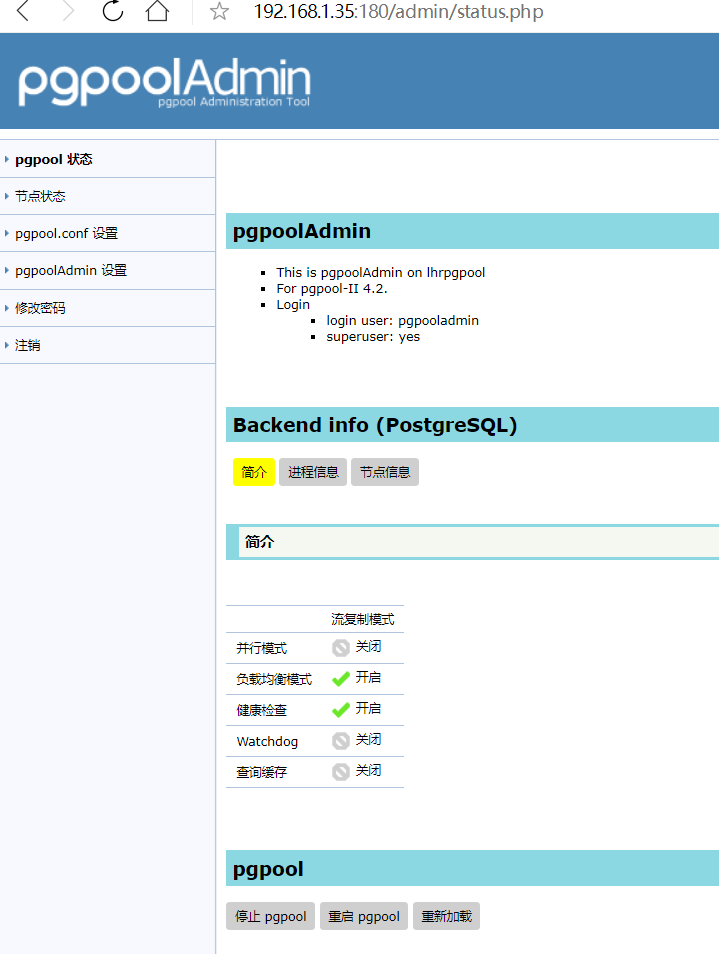 192.168.1.35:180/admin/status.php
pgpoolAdmin
pgpool Administration Tool
pgpool 状态
节点状态
pgpool.conf 设置
pgpoolAdmin 设置
修改密码
注销
pgpoolAdmin
This is pgpoolAdmin on lhrpgpool
For pgpool-II 4.2.
Login
login user: pgpooladmin
superuser: yes
Backend info (PostgreSQL)
简介 进程信息 节点信息
简介
流复制模式
并行模式 关闭
负载均衡模式 开启
健康检查 开启
Watchdog 关闭
查询缓存 关闭
pgpool
停止 pgpool 重启 pgpool 重新加载